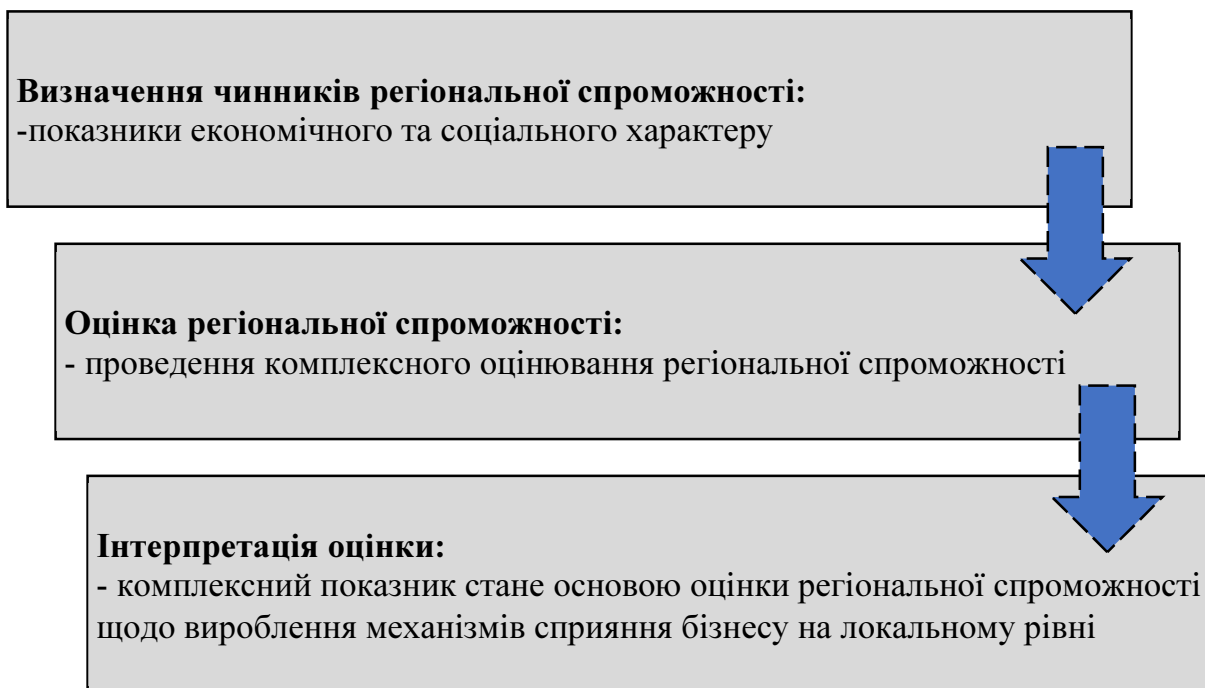 Визначення чинників регіональної спроможності:
-показники економічного та соціального характеру
Оцінка регіональної спроможності:
- проведення комплексного оцінювання регіональної спроможності
Інтерпретація оцінки:
- комплексний показник стане основою оцінки регіональної спроможності
щодо вироблення механізмів сприяння бізнесу на локальному рівні